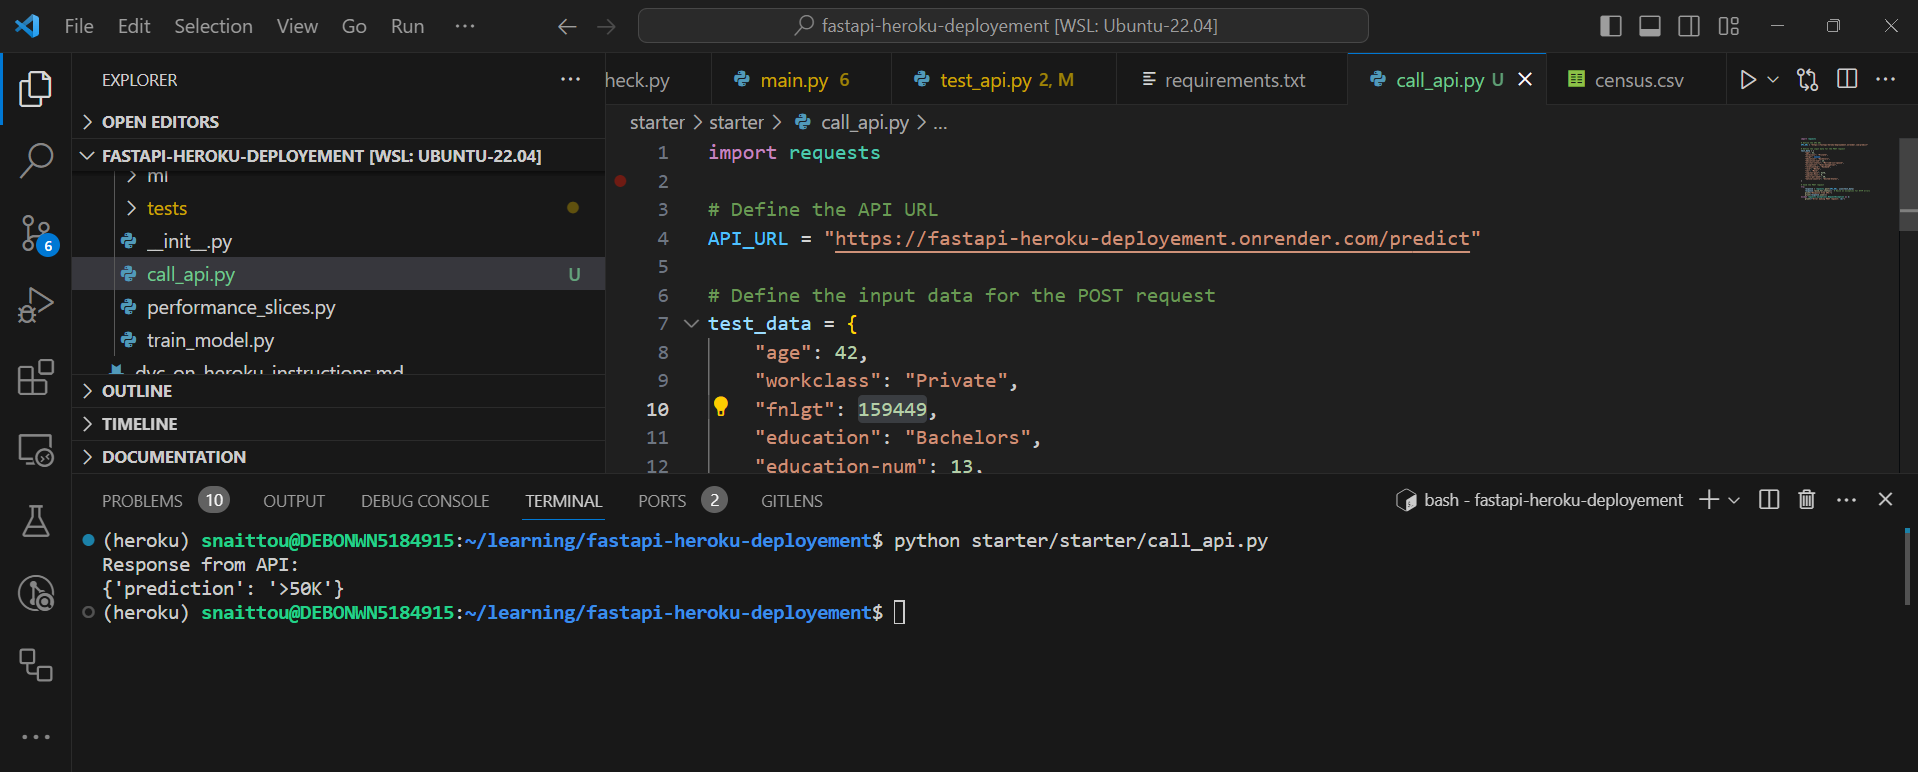 File Edit Selection View Go Run ··· fastapi-heroku-deployement [WSL: Ubuntu-22.04]
EXPLORER ···
OPEN EDITORS
FASTAPI-HEROKU-DEPLOYEMENT [WSL: UBUNTU-22.04]
ml
tests
__init__.py
call_api.py U
performance_slices.py
train_model.py
dvc_on_heroku_instructions.md
OUTLINE
TIMELINE
DOCUMENTATION
6
heck.py main.py 6 test_api.py 2, M requirements.txt call_api.py U census.csv
starter > starter > call_api.py > ...
1 import requests
2
3 # Define the API URL
4 API_URL = "https://fastapi-heroku-deployement.onrender.com/predict"
5
6 # Define the input data for the POST request
7 test_data = {
8 "age": 42,
9 "workclass": "Private",
10 "fnlgt": 159449,
11 "education": "Bachelors",
12 "education-num": 13,
PROBLEMS 10 OUTPUT DEBUG CONSOLE TERMINAL PORTS 2 GITLENS bash - fastapi-heroku-deployement
(heroku) snaittou@DEBONWN5184915:~/learning/fastapi-heroku-deployement$ python starter/starter/call_api.py
Response from API:
{'prediction': '>50K'}
(heroku) snaittou@DEBONWN5184915:~/learning/fastapi-heroku-deployement$